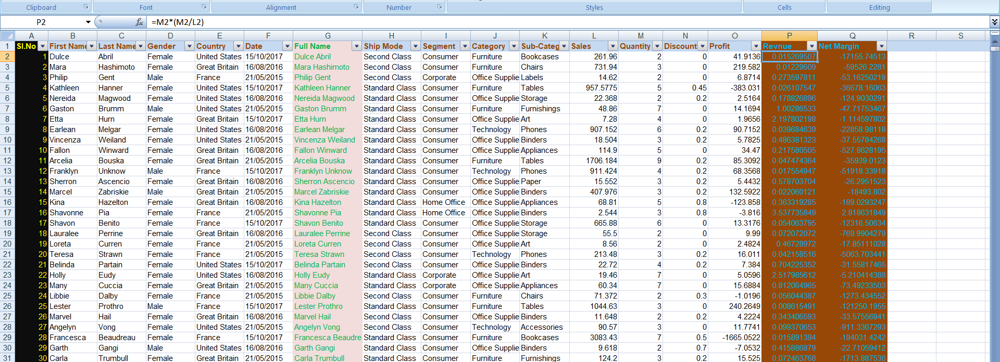 Clipboard Font Alignment Number Styles Cells Editing
P2 fx =M2*(M2/L2)
A B C D E F G H I J K L M N O P Q R S
1 Sl.No First Name Last Name Gender Country Date Full Name Ship Mode Segment Category Sub-Categ Sales Quantity Discount Profit Revnue Net Margin
2 1 Dulce Abril Female United States 15/10/2017 Dulce Abril Second Class Consumer Furniture Bookcases 261.96 2 0 41.9136 0.015269507 -17155.74513
3 2 Mara Hashimoto Female Great Britain 16/08/2016 Mara Hashimoto Second Class Consumer Furniture Chairs 731.94 3 0 219.582 0.01229609 -59526.2281
4 3 Philip Gent Male France 21/05/2015 Philip Gent Second Class Corporate Office Supplie Labels 14.62 2 0 6.8714 0.273597811 -53.16250219
5 4 Kathleen Hanner Female United States 15/10/2017 Kathleen Hanner Standard Class Consumer Furniture Tables 957.5775 5 0.45 -383.031 0.026107547 -36678.16063
6 5 Nereida Magwood Female United States 16/08/2016 Nereida Magwood Standard Class Consumer Office Supplie Storage 22.368 2 0.2 2.5164 0.178826896 -124.9030291
7 6 Gaston Brumm Male United States 21/05/2015 Gaston Brumm Standard Class Consumer Furniture Furnishings 48.86 7 0 14.1694 1.00286533 -47.71753467
8 7 Etta Hurn Female Great Britain 15/10/2017 Etta Hurn Standard Class Consumer Office Supplie Art 7.28 4 0 1.9656 2.197802198 -1.114597802
9 8 Earlean Melgar Female United States 16/08/2016 Earlean Melgar Standard Class Consumer Technology Phones 907.152 6 0.2 90.7152 0.039684639 -22858.98118
10 9 Vincenza Weiland Female United States 21/05/2015 Vincenza Weiland Standard Class Consumer Office Supplie Binders 18.504 3 0.2 5.7825 0.486381323 -37.55784268
11 10 Fallon Winward Female Great Britain 16/08/2016 Fallon Winward Standard Class Consumer Office Supplie Appliances 114.9 5 0 34.47 0.217580505 -527.8628195
12 11 Arcelia Bouska Female Great Britain 21/05/2015 Arcelia Bouska Standard Class Consumer Furniture Tables 1706.184 9 0.2 85.3092 0.047474364 -35939.0123
13 12 Franklyn Unknow Male France 15/10/2017 Franklyn Unknow Standard Class Consumer Technology Phones 911.424 4 0.2 68.3568 0.017554947 -51918.33918
14 13 Sherron Ascencio Female Great Britain 16/08/2016 Sherron Ascencio Standard Class Consumer Office Supplie Paper 15.552 3 0.2 5.4432 0.578703704 -26.2951523
15 14 Marcel Zabriskie Male Great Britain 21/05/2015 Marcel Zabriskie Standard Class Consumer Office Supplie Binders 407.976 3 0.2 132.5922 0.022060121 -18493.802
16 15 Kina Hazelton Female Great Britain 16/08/2016 Kina Hazelton Standard Class Home Office Office Supplie Appliances 68.81 5 0.8 -123.858 0.363319285 -189.0293247
17 16 Shavonne Pia Female France 21/05/2015 Shavonne Pia Standard Class Home Office Office Supplie Binders 2.544 3 0.8 -3.816 3.537735849 2.818631849
18 17 Shavon Benito Female France 21/05/2015 Shavon Benito Standard Class Consumer Office Supplie Storage 665.88 6 0 13.3176 0.054063795 -12316.50634
19 18 Lauralee Perrine Female Great Britain 16/08/2016 Lauralee Perrine Second Class Consumer Office Supplie Storage 55.5 2 0 9.99 0.072072072 -769.9904279
20 19 Loreta Curren Female France 21/05/2015 Loreta Curren Second Class Consumer Office Supplie Art 8.56 2 0 2.4824 0.46728972 -17.85111028
21 20 Teresa Strawn Female France 21/05/2015 Teresa Strawn Second Class Consumer Technology Phones 213.48 3 0.2 16.011 0.042158516 -5063.703441
22 21 Belinda Partain Female United States 15/10/2017 Belinda Partain Second Class Consumer Office Supplie Binders 22.72 4 0.2 7.384 0.704225352 -31.55817465
23 22 Holly Eudy Female United States 16/08/2016 Holly Eudy Standard Class Corporate Office Supplie Art 19.46 7 0 5.0596 2.517985612 -5.210414388
24 23 Many Cuccia Female Great Britain 21/05/2015 Many Cuccia Standard Class Corporate Office Supplie Appliances 60.34 7 0 15.6884 0.812064965 -73.49233503
25 24 Libbie Dalby Female France 21/05/2015 Libbie Dalby Second Class Consumer Furniture Chairs 71.372 2 0.3 -1.0196 0.056044387 -1273.434552
26 25 Lester Prothro Male France 15/10/2017 Lester Prothro Standard Class Consumer Furniture Tables 1044.63 3 0 240.2649 0.008615491 -121250.1955
27 26 Marvel Hail Female Great Britain 16/08/2016 Marvel Hail Second Class Consumer Office Supplie Binders 11.648 2 0.2 4.2224 0.343406593 -33.57556941
28 27 Angelyn Vong Female United States 21/05/2015 Angelyn Vong Second Class Consumer Technology Accessories 90.57 3 0 11.7741 0.099370653 -911.3367293
29 28 Francesca Beaudreau Female France 15/10/2017 Francesca Beaudre Standard Class Consumer Furniture Bookcases 3083.43 7 0.5 -1665.0522 0.015891394 -194031.4242
30 29 Garth Gangi Male United States 16/08/2016 Garth Gangi Standard Class Consumer Office Supplie Binders 9.618 2 0.7 -7.0532 0.415886879 -22.71059412
31 30 Carla Trumbull Female Great Britain 21/05/2015 Carla Trumbull Standard Class Consumer Furniture Furnishings 124.2 3 0.2 15.525 0.072463768 -1713.887536